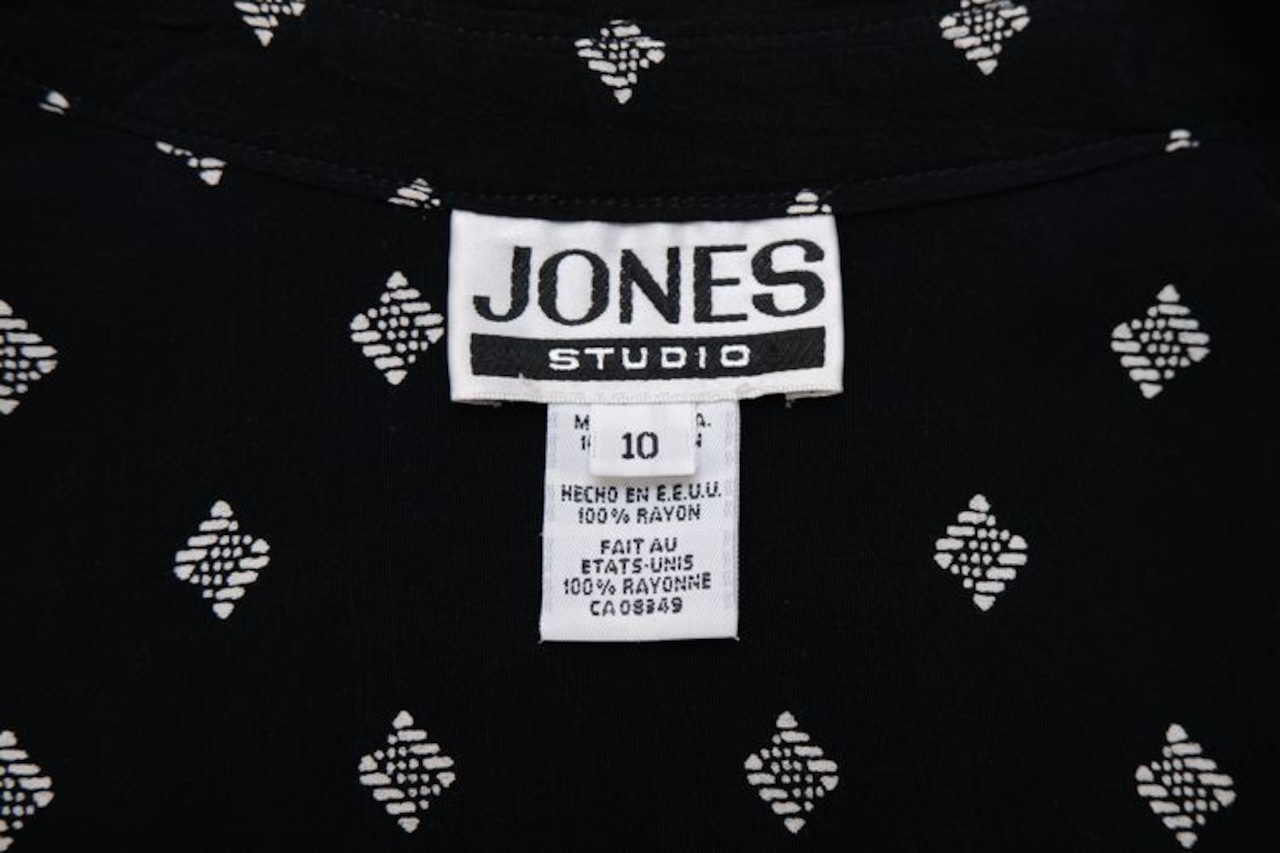 JONES
STUDIO
10
HECHO EN E.E.U.U.
100% RAYON
FAIT AU
ETATS-UNIS
100% RAYONNE
CA 08349